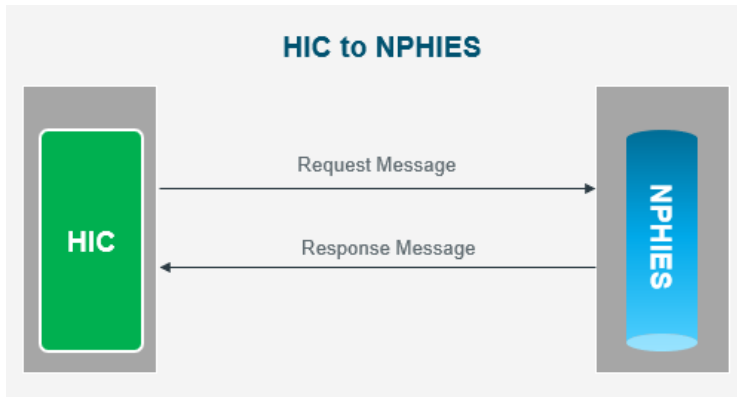 HIC to NPHIES
Request Message
HIC
NPHIES
Response Message